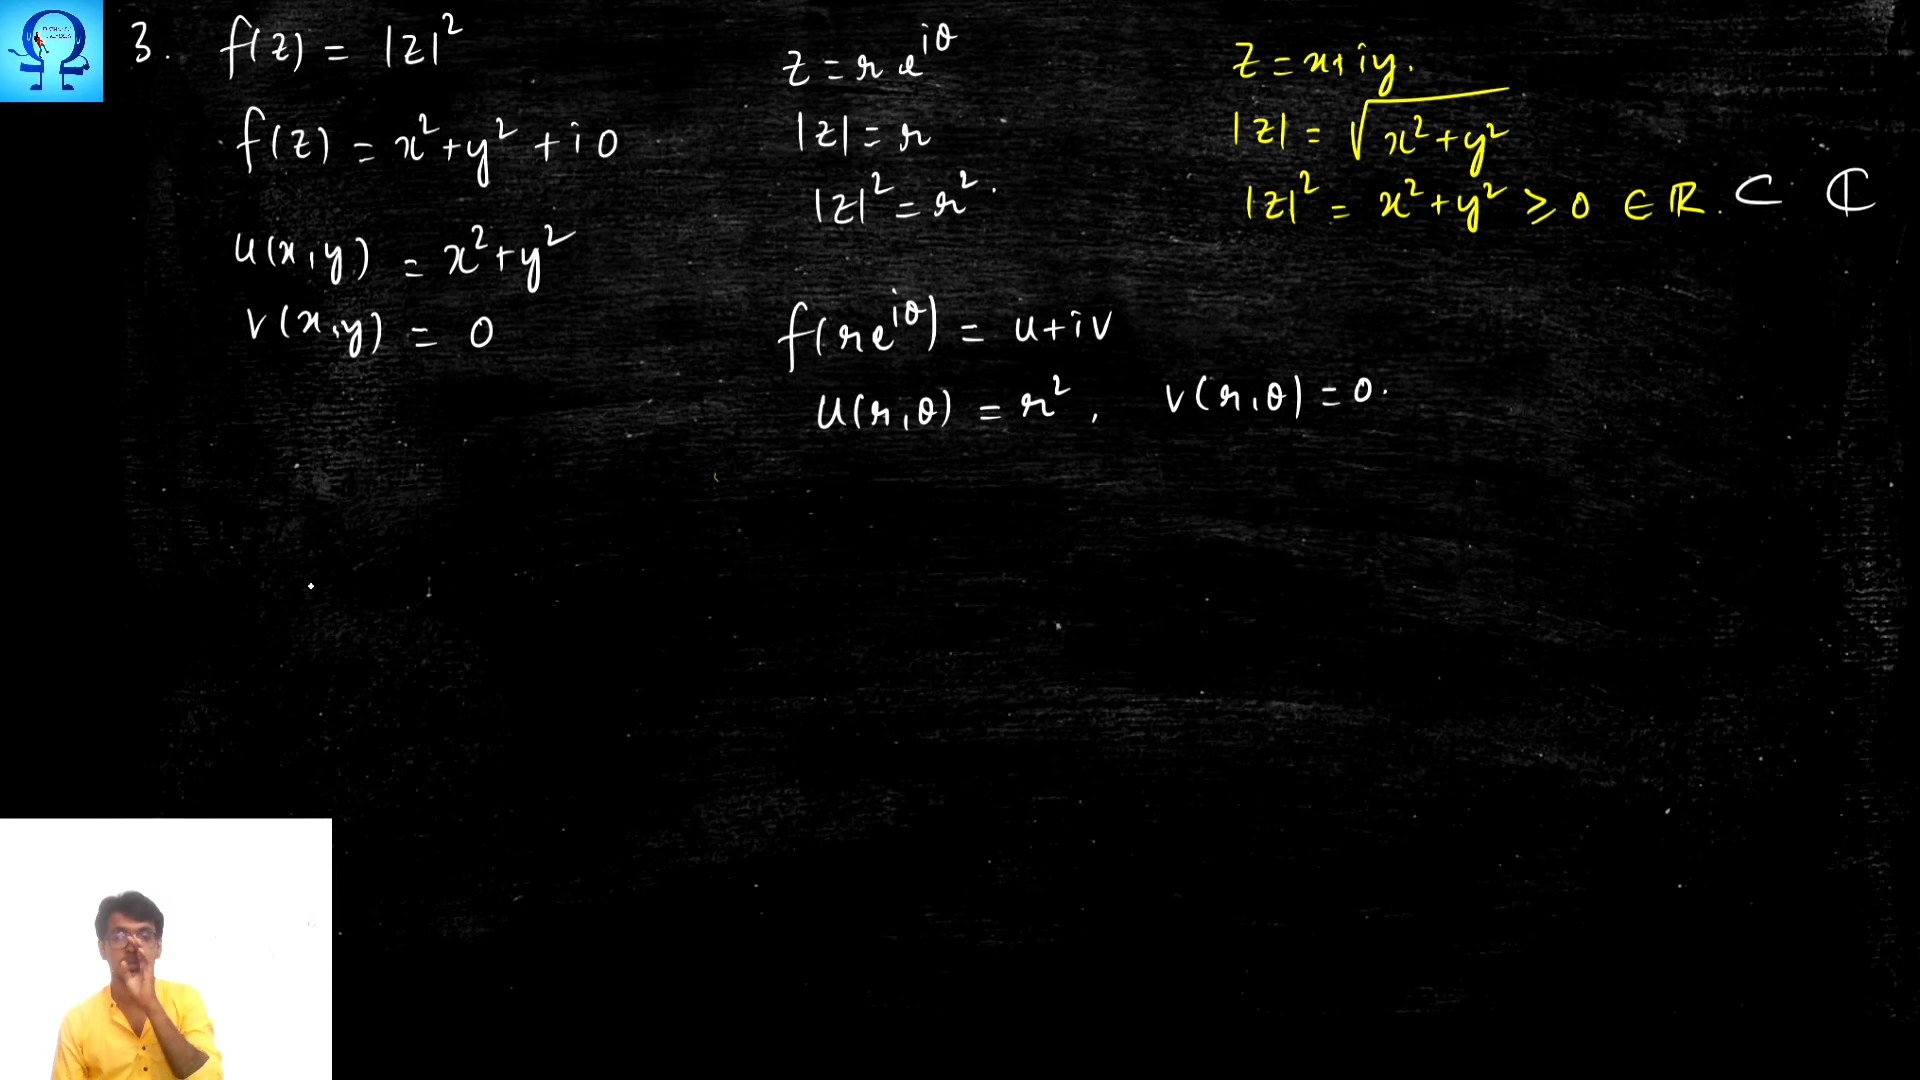 3. f(z) = |z|²
f(z) = x²+y² + i0
u(x,y) = x²+y²
v(x,y) = 0
z = r e^{iθ}
|z| = r
|z|² = r².
f(re^{iθ}) = u+iv
u(r,θ) = r², v(r,θ) = 0.
z = x+iy.
|z| = √(x²+y²)
|z|² = x²+y² ⩾ 0 ∈ ℝ. ⊂ ℂ